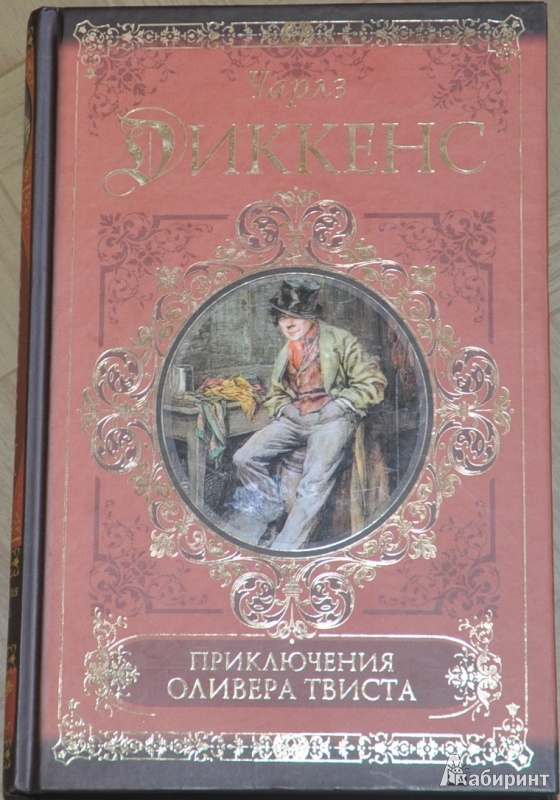 Чарлз
ДИККЕНС
ПРИКЛЮЧЕНИЯ
ОЛИВЕРА ТВИСТА
Лабиринт